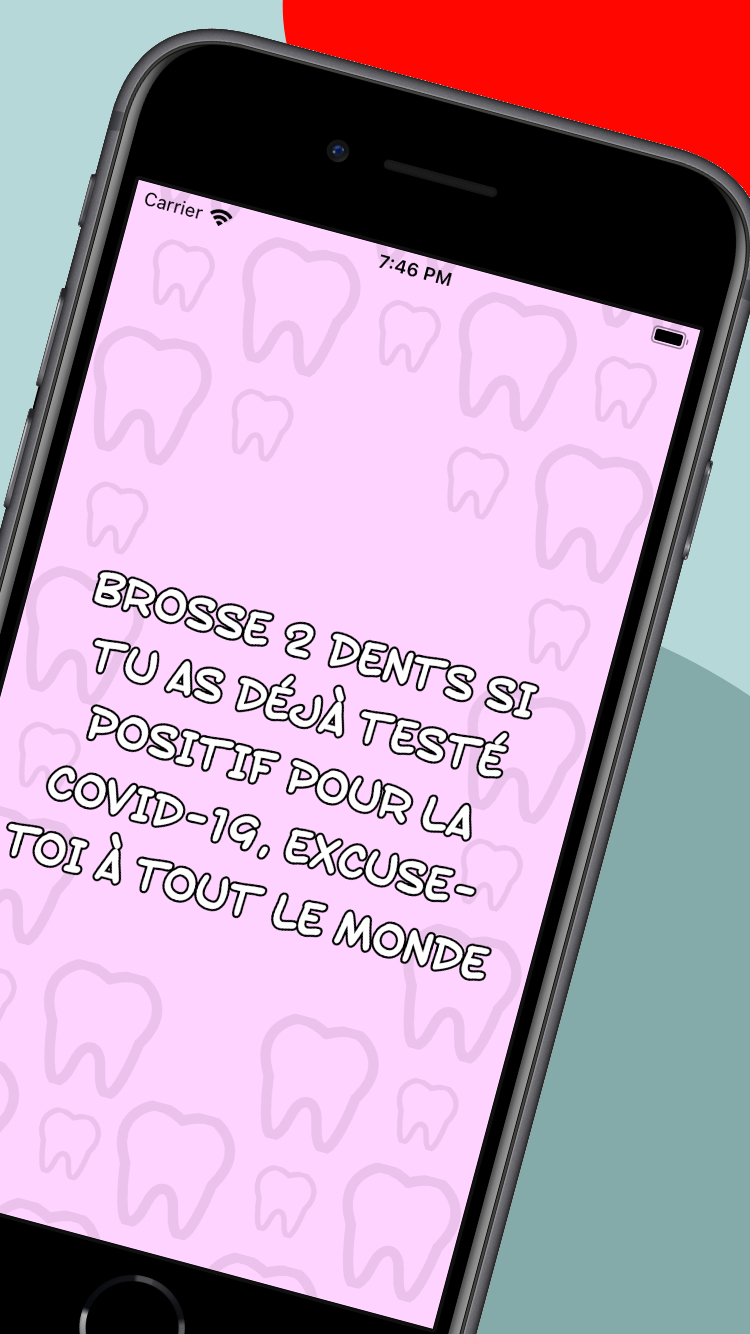 Carrier
7:46 PM
BROSSE 2 DENTS SI
TU AS DÉJÀ TESTÉ
POSITIF POUR LA
COVID-19, EXCUSE-
TOI À TOUT LE MONDE